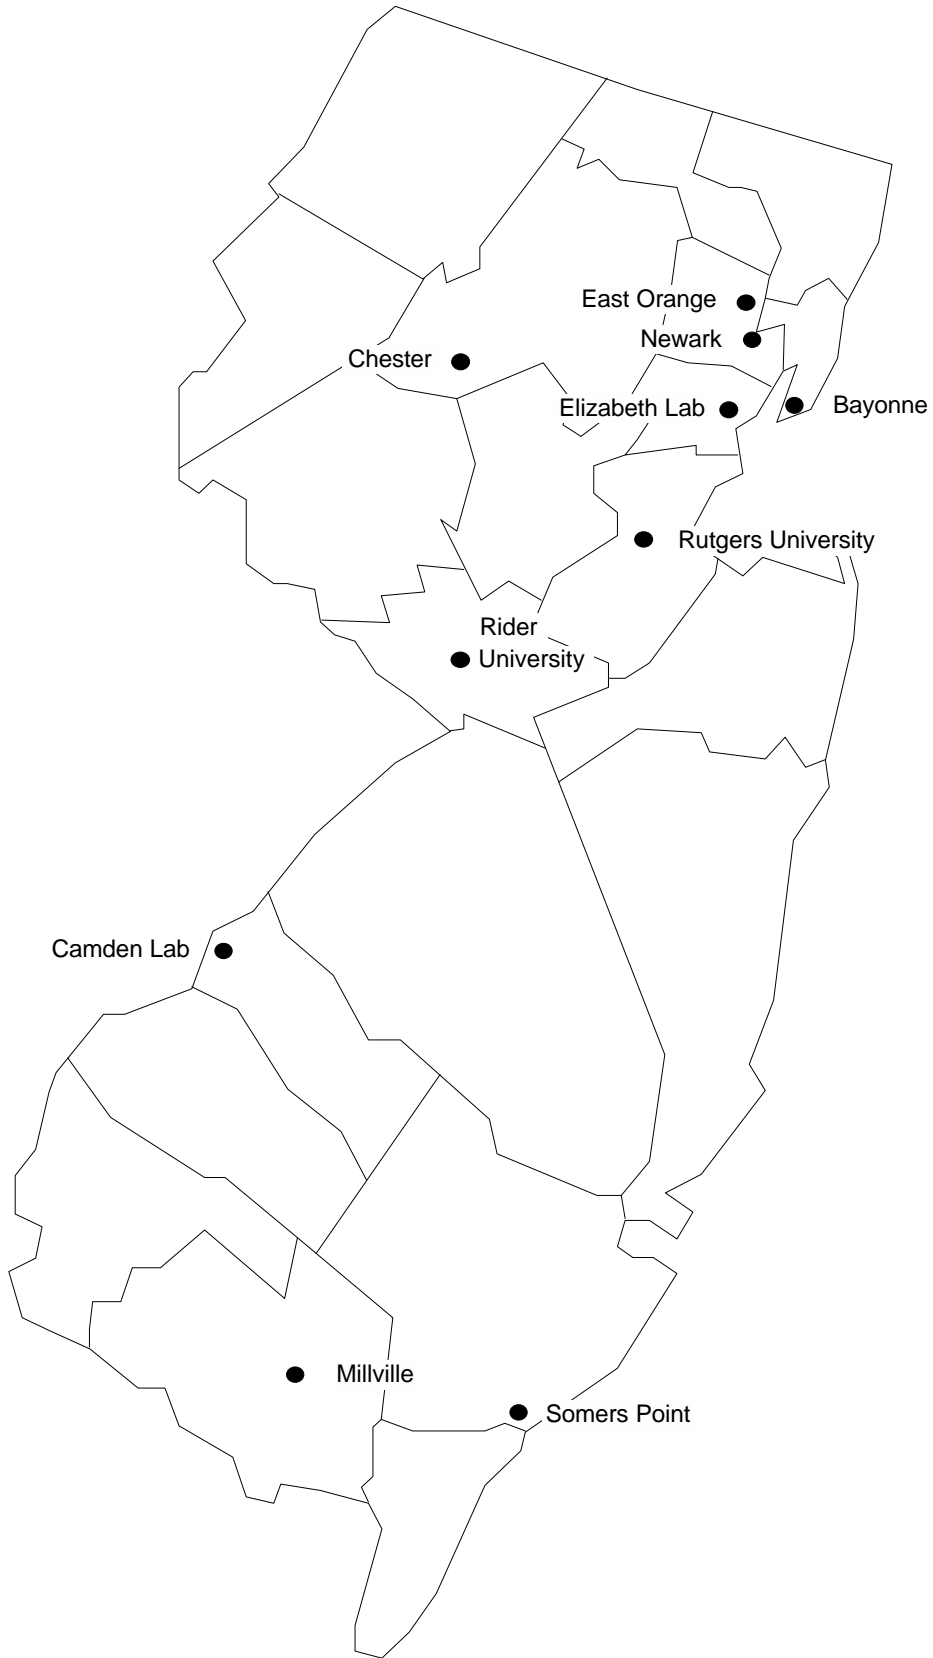 East Orange
Newark
Chester
Elizabeth Lab
Bayonne
Rutgers University
Rider
University
Camden Lab
Millville
Somers Point